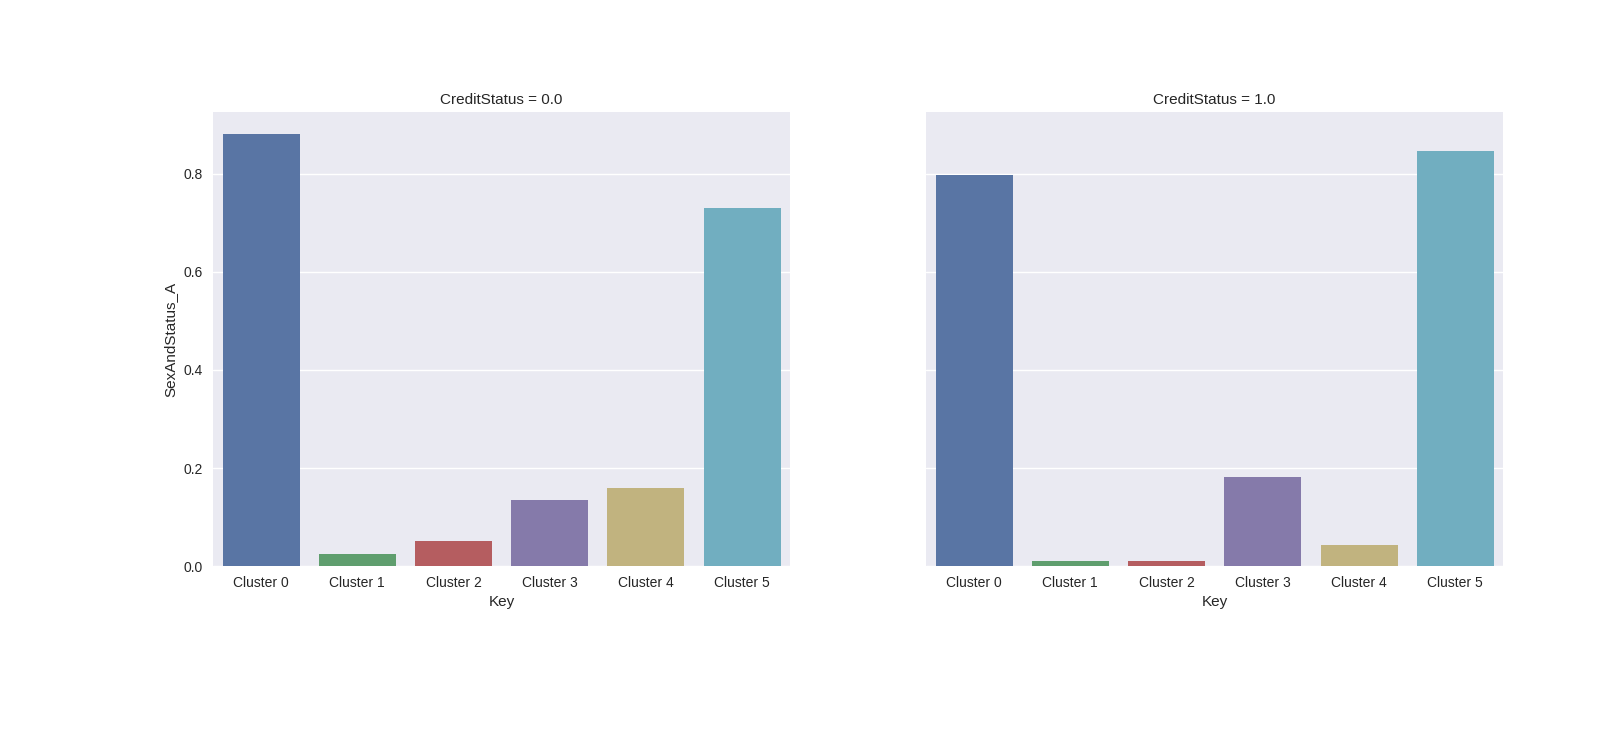 CreditStatus = 0.0
SexAndStatus_A
0.8
0.6
0.4
0.2
0.0
Cluster 0 Cluster 1 Cluster 2 Cluster 3 Cluster 4 Cluster 5
Key
CreditStatus = 1.0
Cluster 0 Cluster 1 Cluster 2 Cluster 3 Cluster 4 Cluster 5
Key